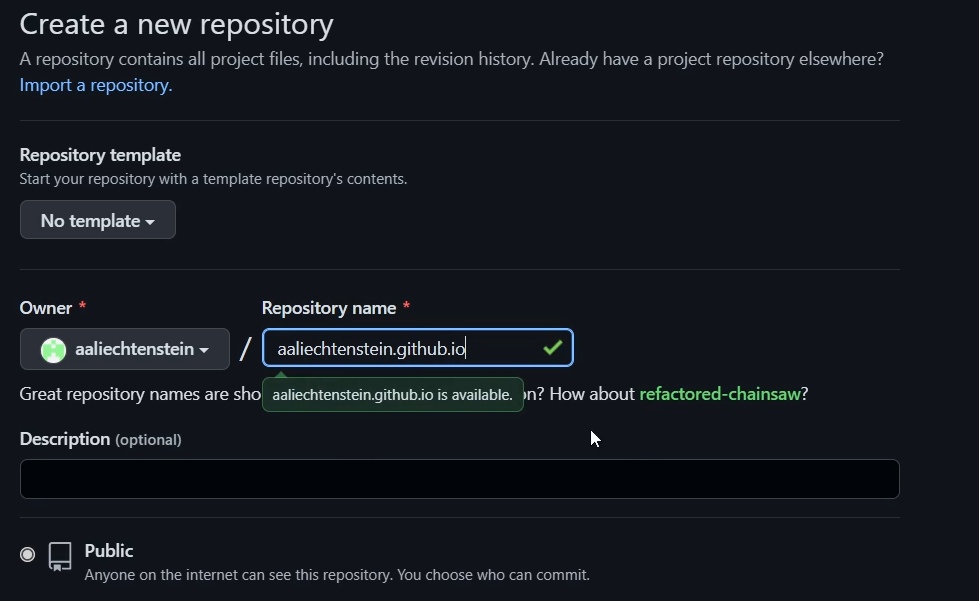 Create a new repository
A repository contains all project files, including the revision history. Already have a project repository elsewhere?
Import a repository.
Repository template
Start your repository with a template repository's contents.
No template
Owner *
Repository name *
aaliechtenstein
/
aaliechtenstein.github.io
Great repository names are sho
aaliechtenstein.github.io is available.
n? How about refactored-chainsaw?
Description (optional)
Public
Anyone on the internet can see this repository. You choose who can commit.